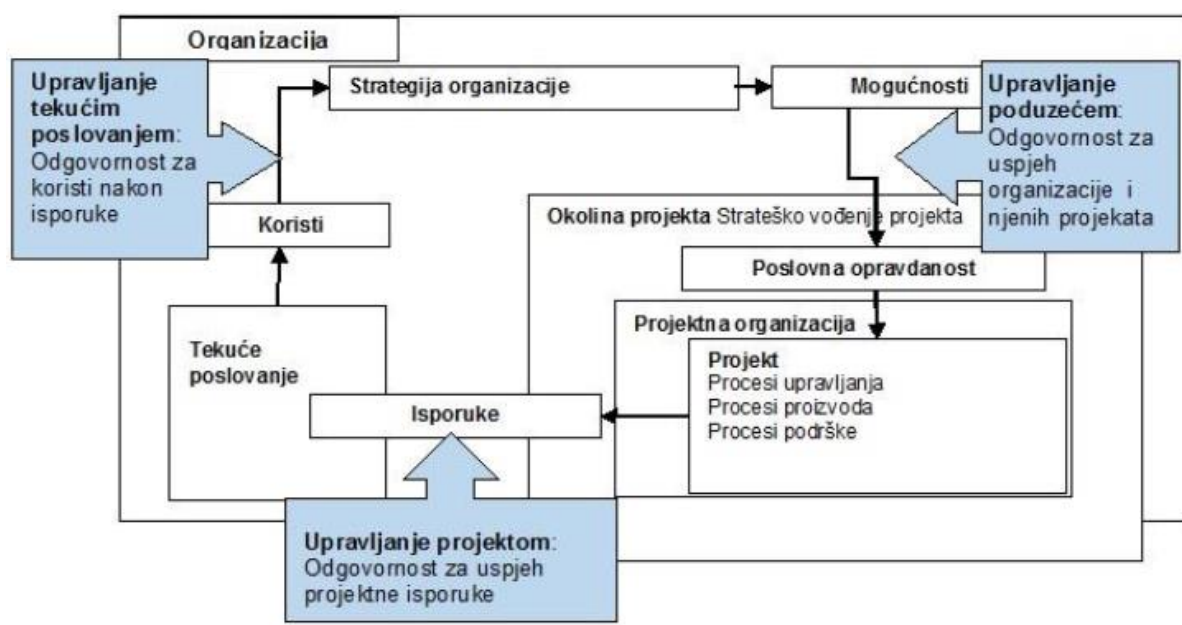 Organizacija
Upravljanje
tekućim
poslovanjem:
Odgovornost za
koristi nakon
isporuke
Strategija organizacije
Mogućnosti
Upravljanje
poduzećem:
Odgovornost za
uspjeh
organizacije i
njenih projekata
Koristi
Okolina projekta Strateško vođenje projekta
Poslovna opravdanost
Projektna organizacija
Tekuće
poslovanje
Projekt
Procesi upravljanja
Procesi proizvoda
Procesi podrške
Isporuke
Upravljanje projektom:
Odgovornost za uspjeh
projektne isporuke